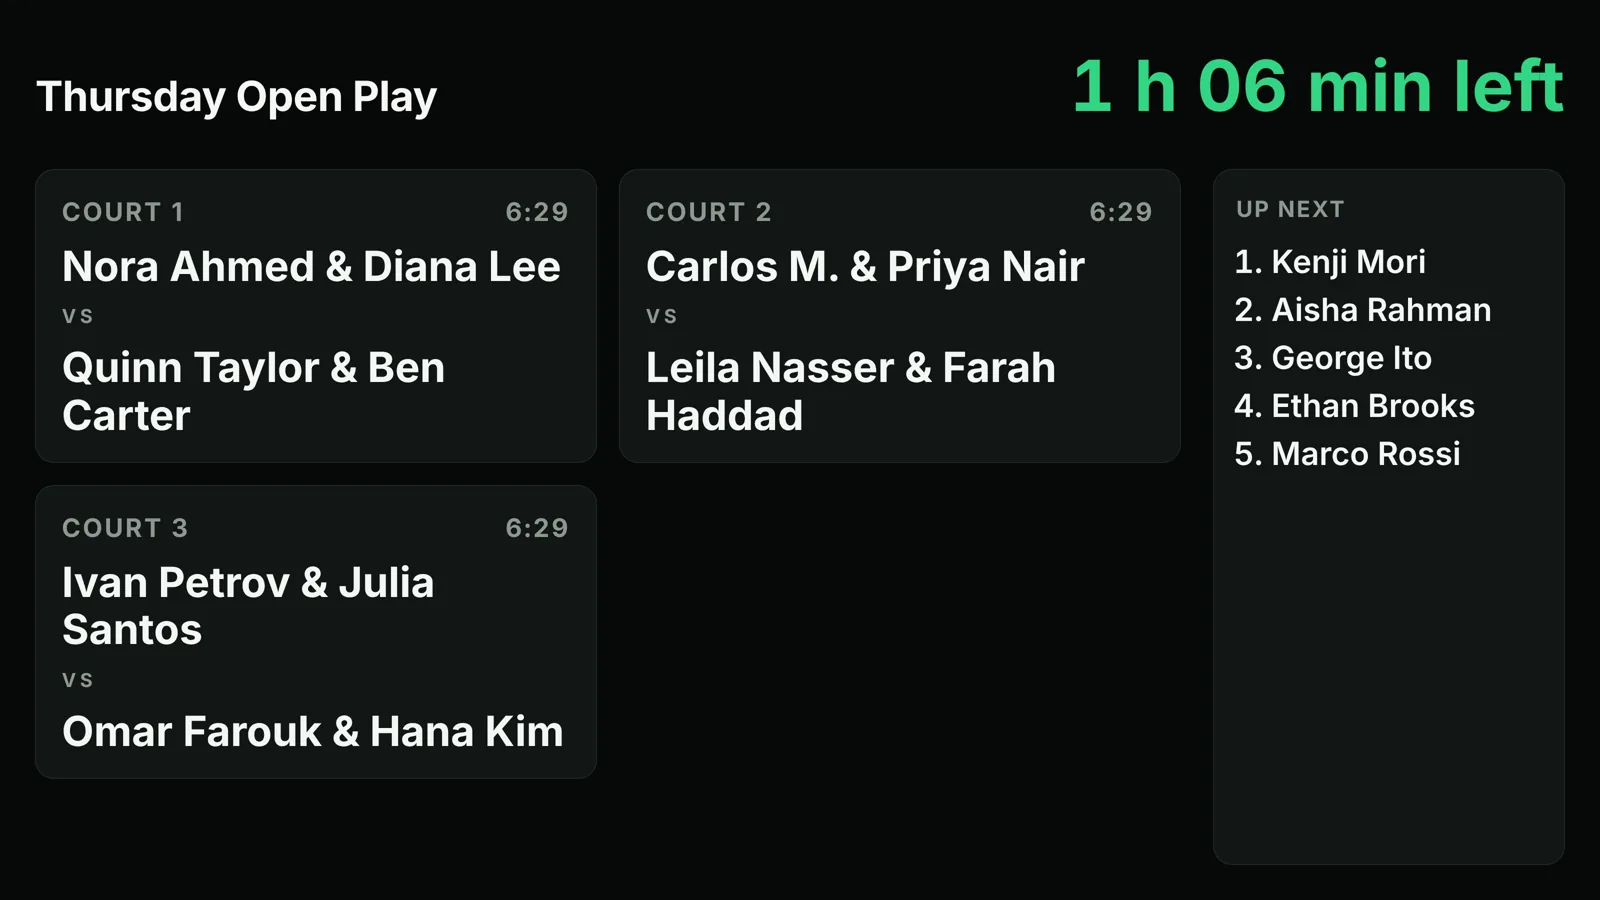 Thursday Open Play
1 h 06 min left
COURT 1 6:29
Nora Ahmed & Diana Lee
VS
Quinn Taylor & Ben
Carter
COURT 2 6:29
Carlos M. & Priya Nair
VS
Leila Nasser & Farah
Haddad
COURT 3 6:29
Ivan Petrov & Julia
Santos
VS
Omar Farouk & Hana Kim
UP NEXT
1. Kenji Mori
2. Aisha Rahman
3. George Ito
4. Ethan Brooks
5. Marco Rossi